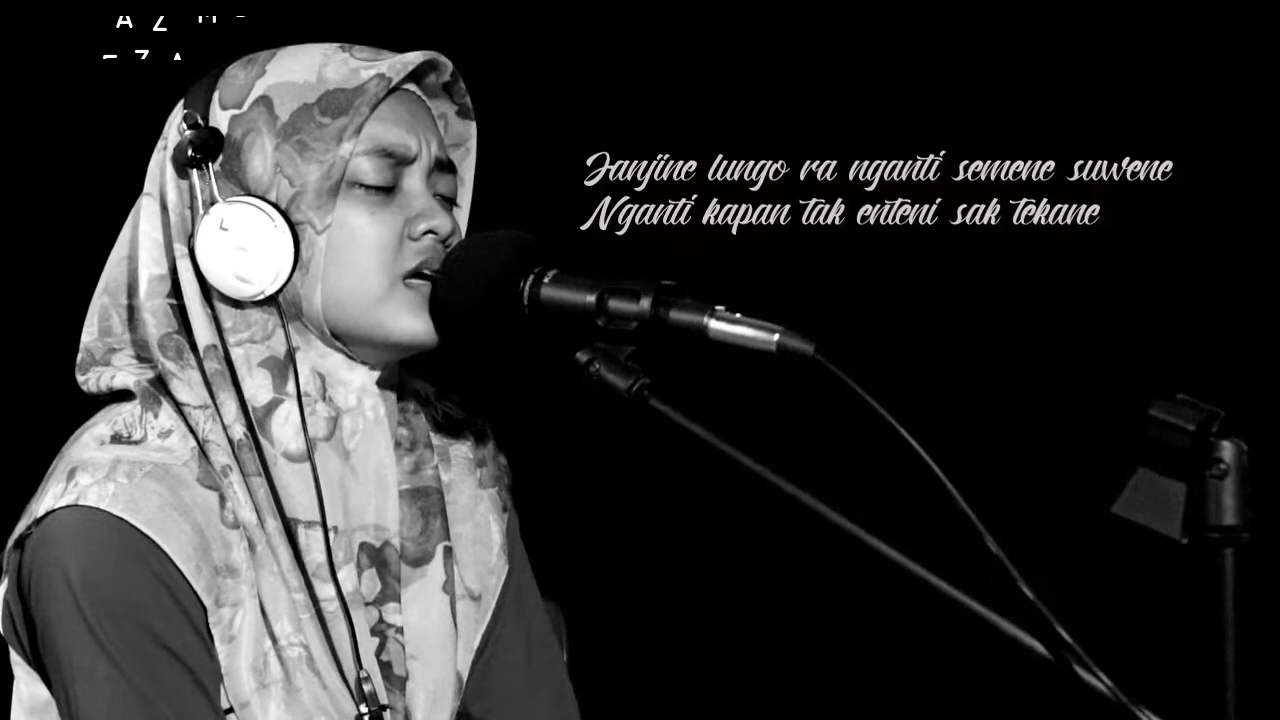 Janjine lungo ra nganti semene suwene
Nganti kapan tak enteni sak tekane
L